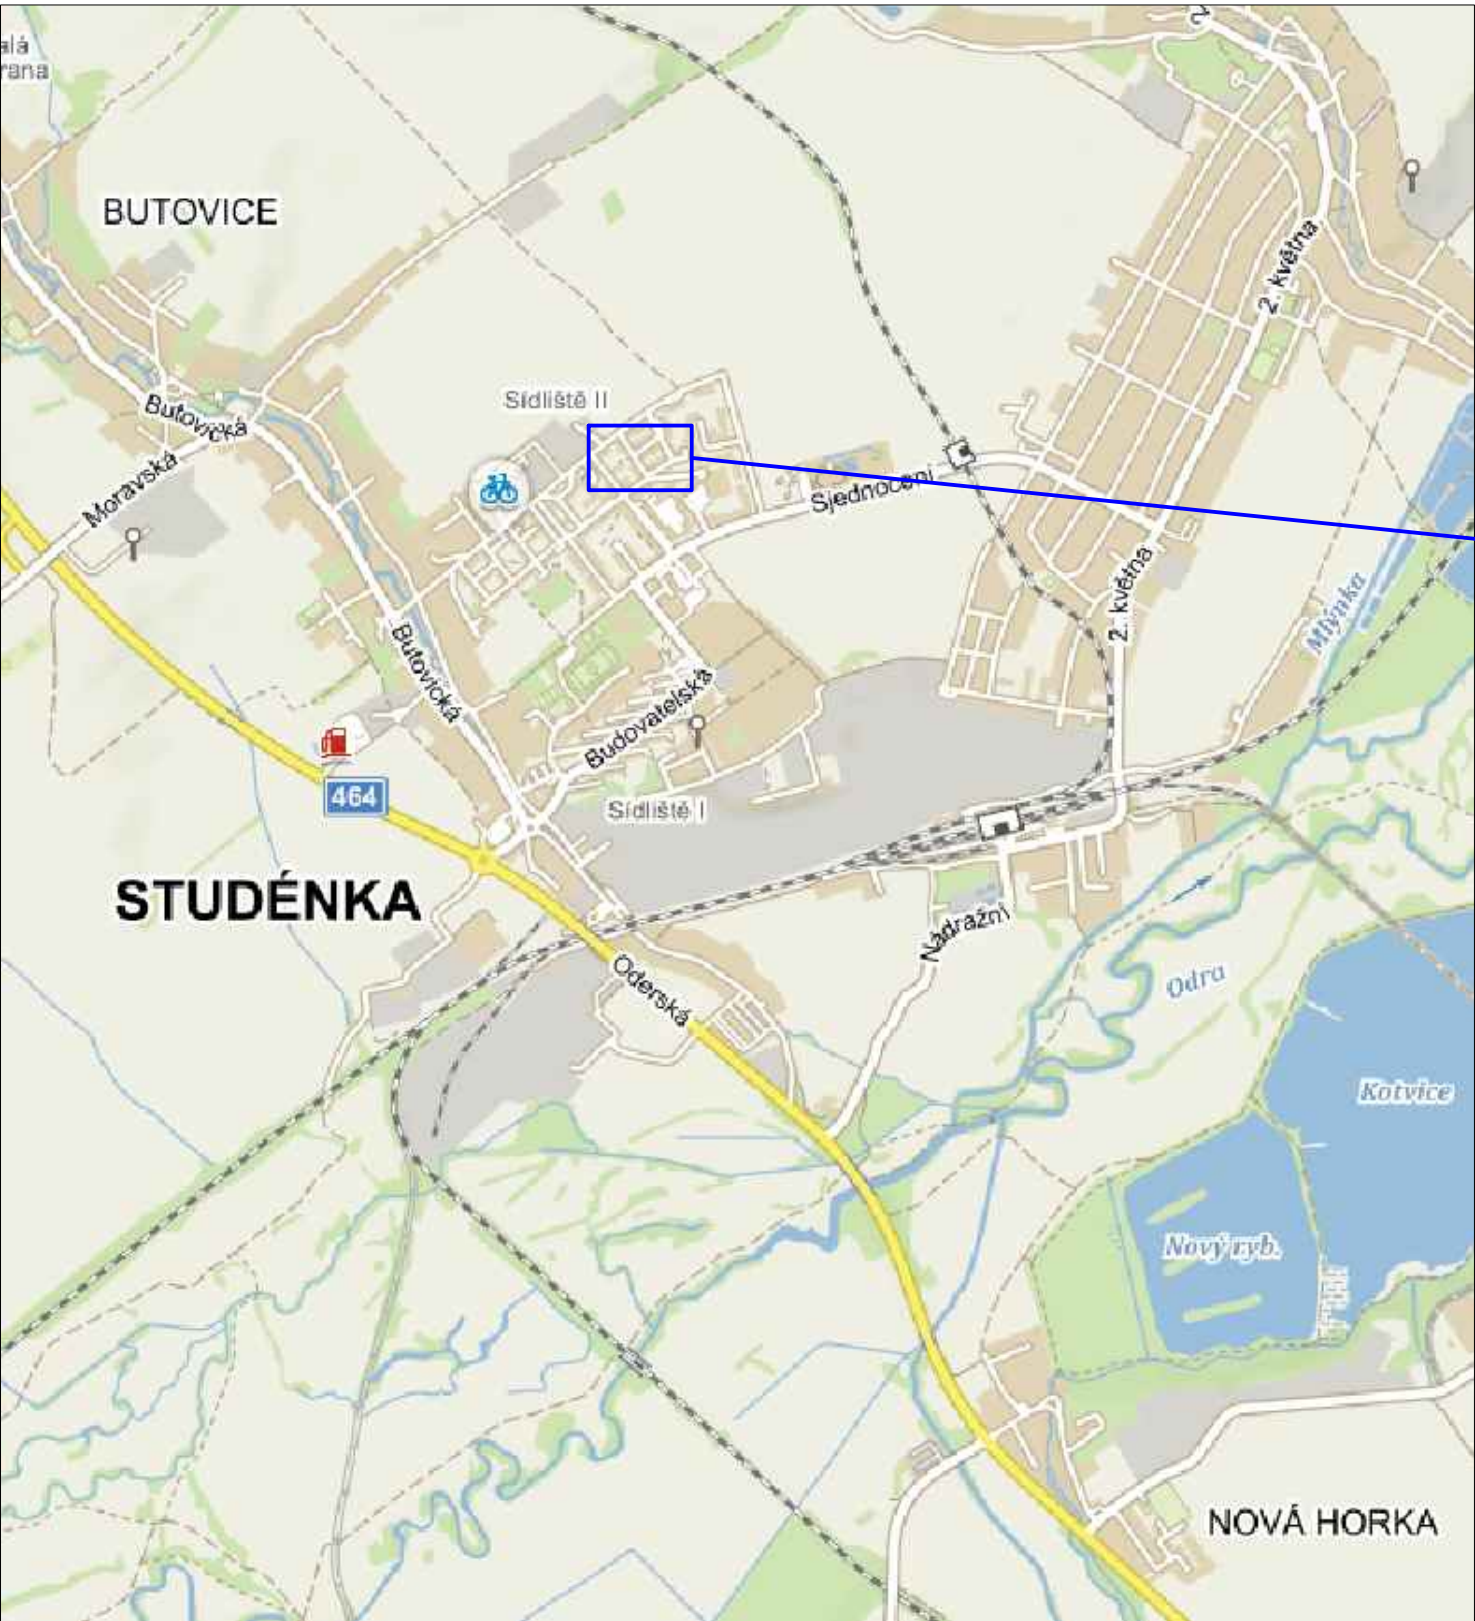 alá
rana
BUTOVICE
2. května
Sídliště II
Butovická
Moravská
Sjednocení
2. května
Mlýnka
Butovická
Budovatelská
464
Sídliště I
STUDÉNKA
Nádražní
Oderská
Odra
Kotvice
Nový ryb.
NOVÁ HORKA